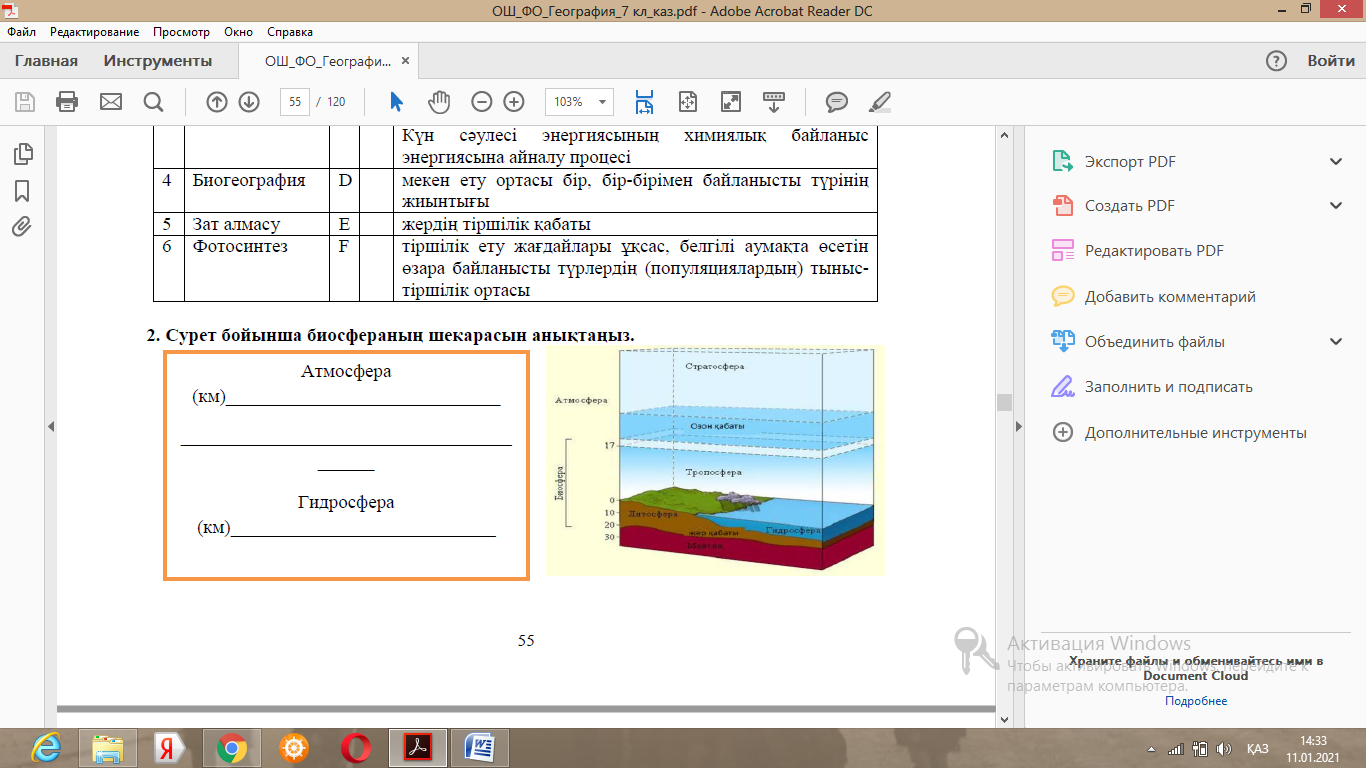 ОШ_ФО_География_7 кл_каз.pdf - Adobe Acrobat Reader DC
Файл Редактирование Просмотр Окно Справка
Главная Инструменты ОШ_ФО_Географи... × Войти
55 / 120 103%
Күн сәулесі энергиясының химиялық байланыс
энергиясына айналу процесі
4 Биогеография D мекен ету ортасы бір, бір-бірімен байланысты түрінің
жиынтығы
5 Зат алмасу E жердің тіршілік қабаты
6 Фотосинтез F тіршілік ету жағдайлары ұқсас, белгілі аумақта өсетін
өзара байланысты түрлердің (популяциялардың) тыныс-
тіршілік ортасы
2. Сурет бойынша биосфераның шекарасын анықтаңыз.
Атмосфера
(км)
Гидросфера
(км)
Стратосфера
Атмосфера
Озон қабаты
17
Тропосфера
Биосфера
0
10
20
30
Литосфера
Гидросфера
жер қабаты
Мантия
55
Экспорт PDF
Создать PDF
Редактировать PDF
Добавить комментарий
Объединить файлы
Заполнить и подписать
Дополнительные инструменты
Активация Windows
Чтобы активировать Windows, перейдите к
параметрам компьютера.
Храните файлы и обменивайтесь ими в
Document Cloud
Подробнее
ҚАЗ
14:33
11.01.2021